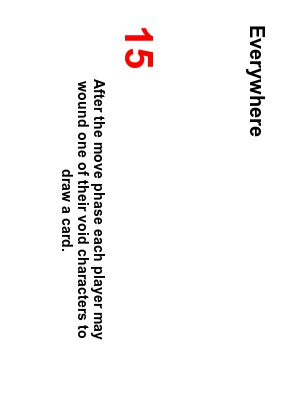 Everywhere
15
After the move phase each player may
wound one of their void characters to
draw a card.